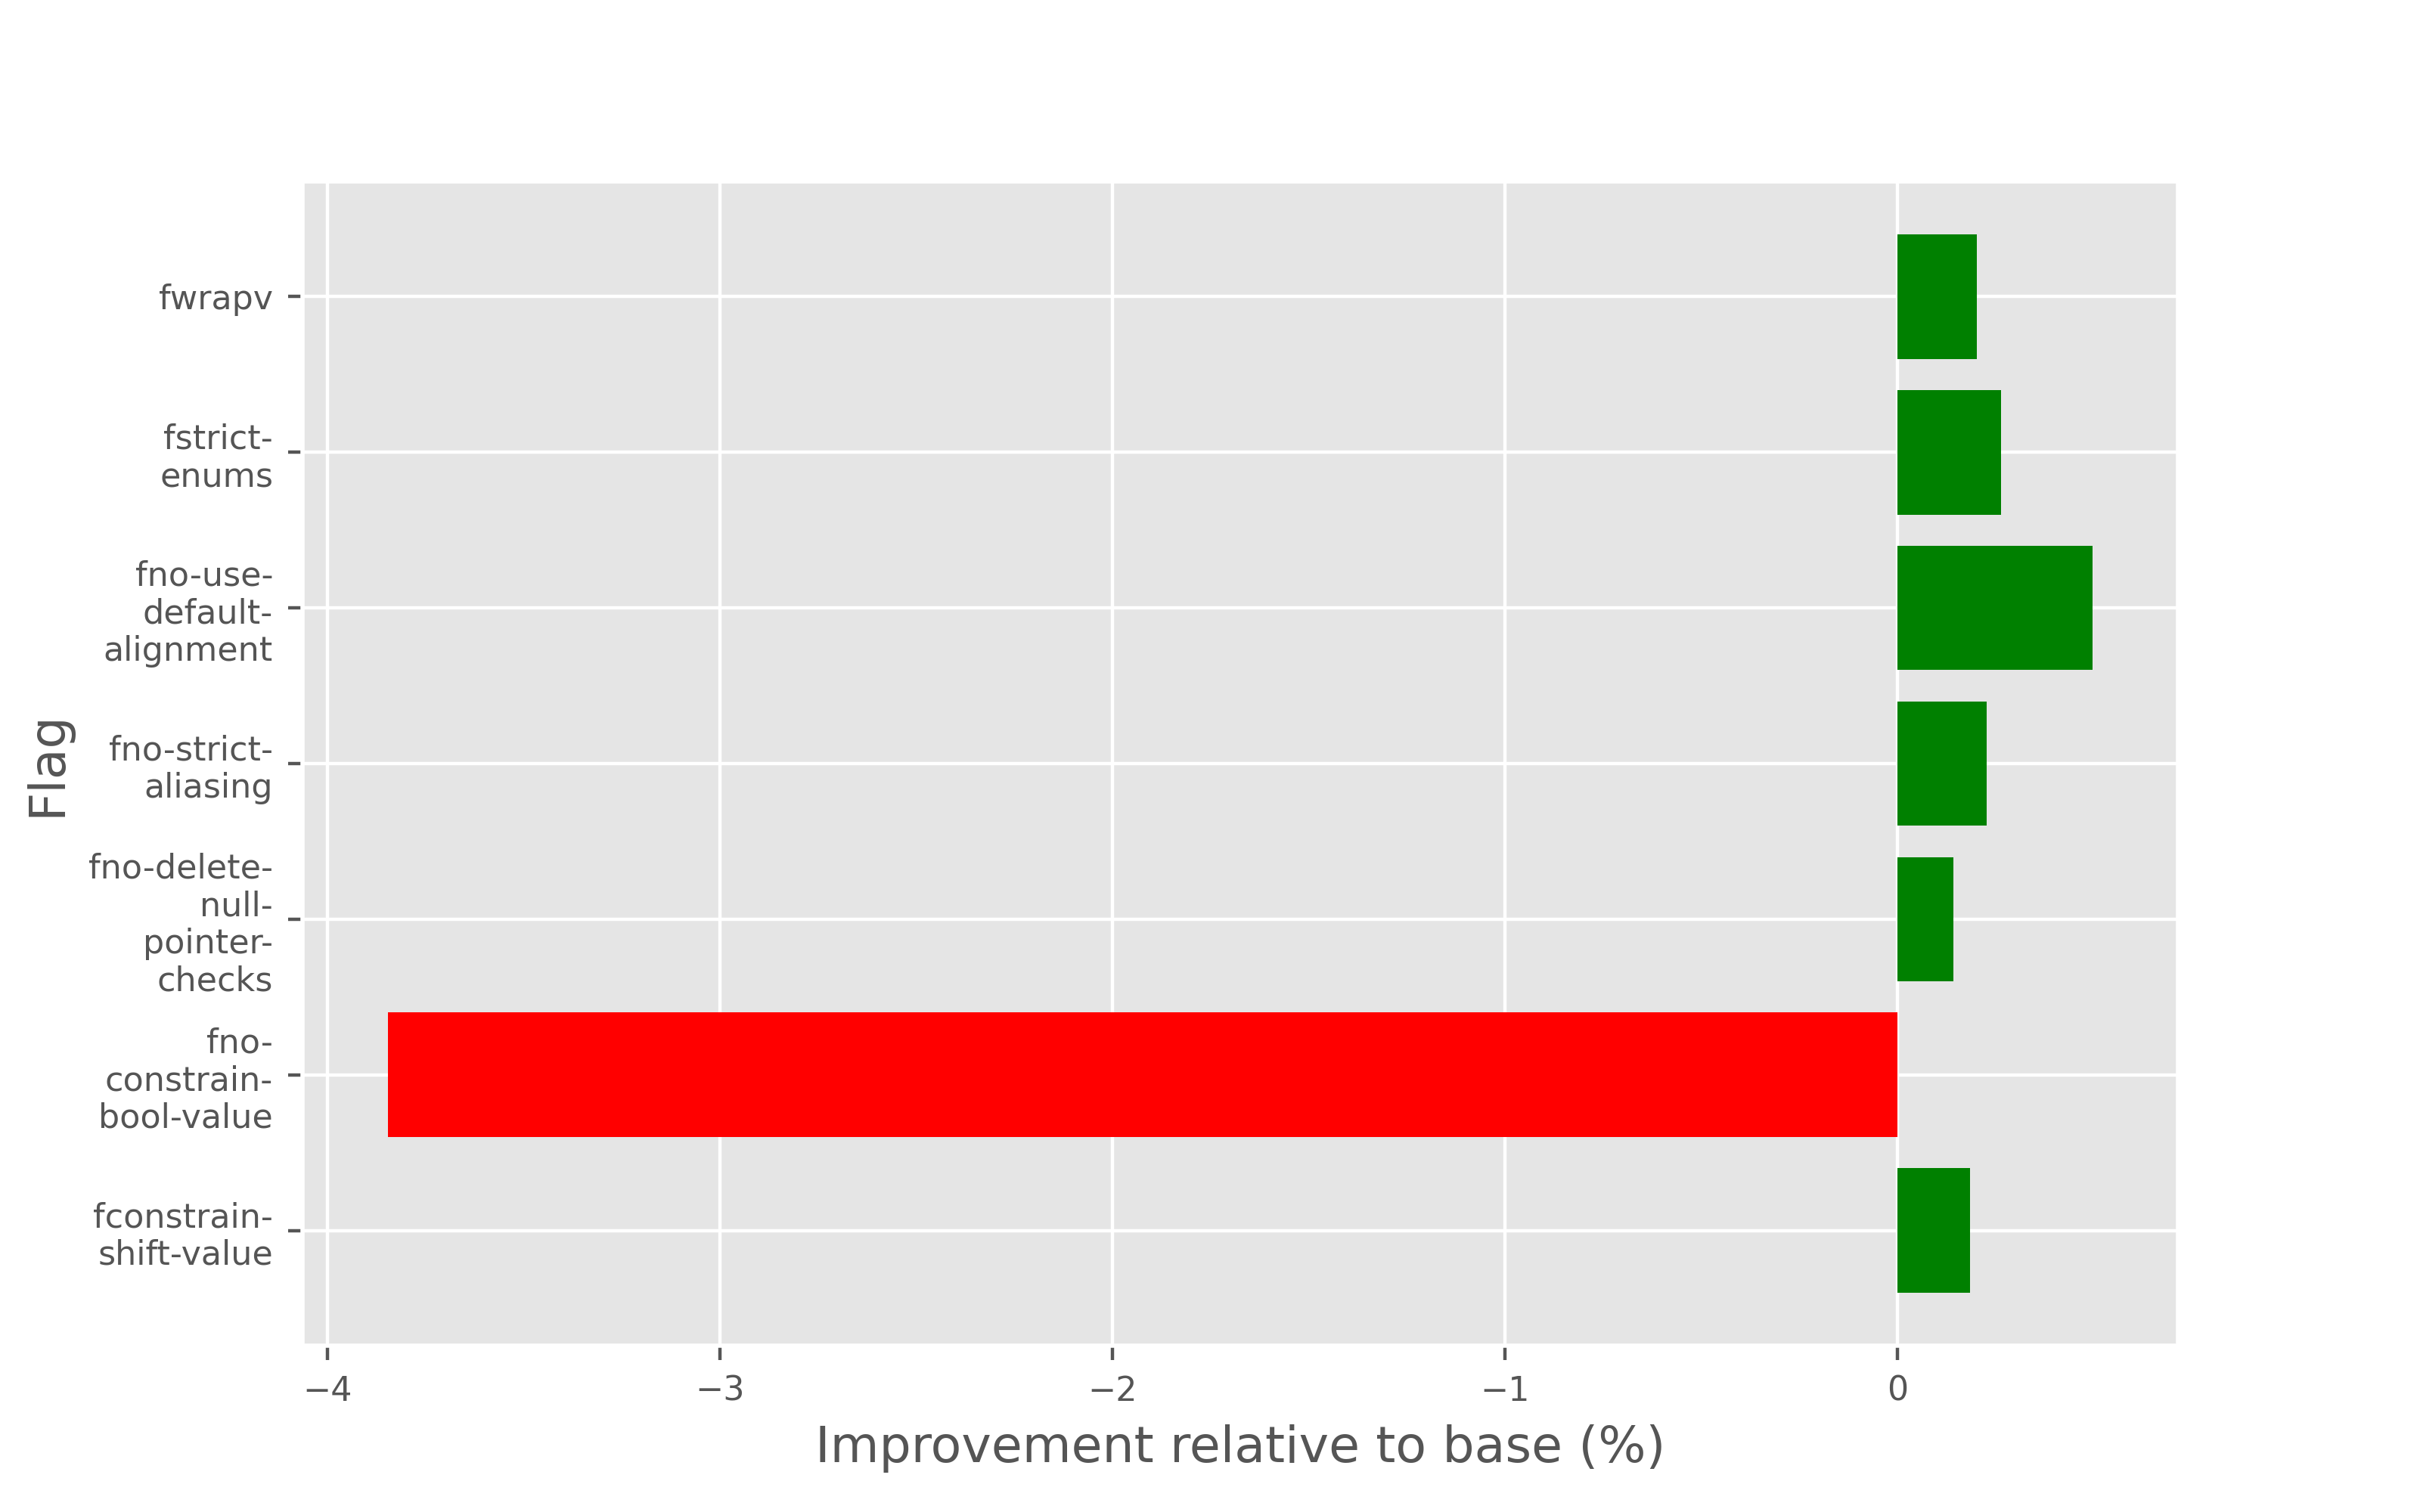 fwrapv
fstrict-
enums
fno-use-
default-
alignment
fno-strict-
aliasing
fno-delete-
null-
pointer-
checks
fno-
constrain-
bool-value
fconstrain-
shift-value
Flag
−4 −3 −2 −1 0
Improvement relative to base (%)